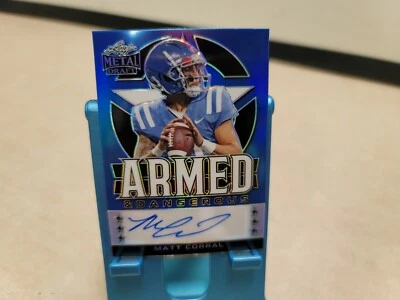 Leaf
METAL
DRAFT
ARMED
& DANGEROUS
MATT CORRAL